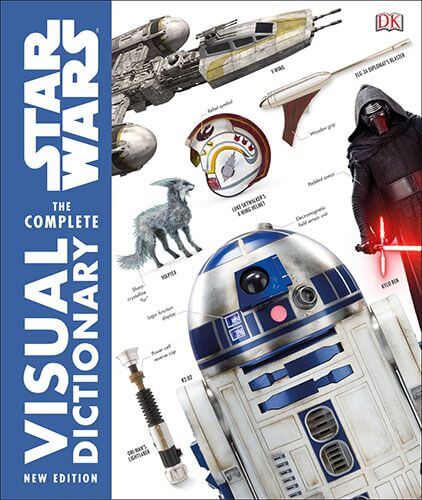 STAR
WARS
THE
COMPLETE
VISUAL
DICTIONARY
NEW EDITION
DK
Y-WING
ELG-3A DIPLOMAT'S BLASTER
Rebel symbol
Wooden grip
LUKE SKYWALKER'S
X-WING HELMET
Padded armor
Electromagnetic
field sensor unit
KYLO REN
VULPTEX
Sharp
crystalline
"fur"
Logic function
display
Power cell
reserve cap
R2-D2
OBI-WAN'S
LIGHTSABER